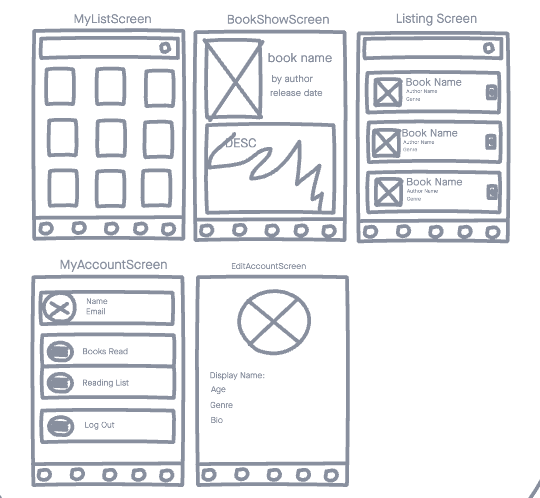 MyListScreen
BookShowScreen
book name
by author
release date
DESC
Listing Screen
Book Name
Author Name
Genre
Book Name
Author Name
Genre
Book Name
Author Name
Genre
MyAccountScreen
Name
Email
Books Read
Reading List
Log Out
EditAccountScreen
Display Name:
Age
Genre
Bio